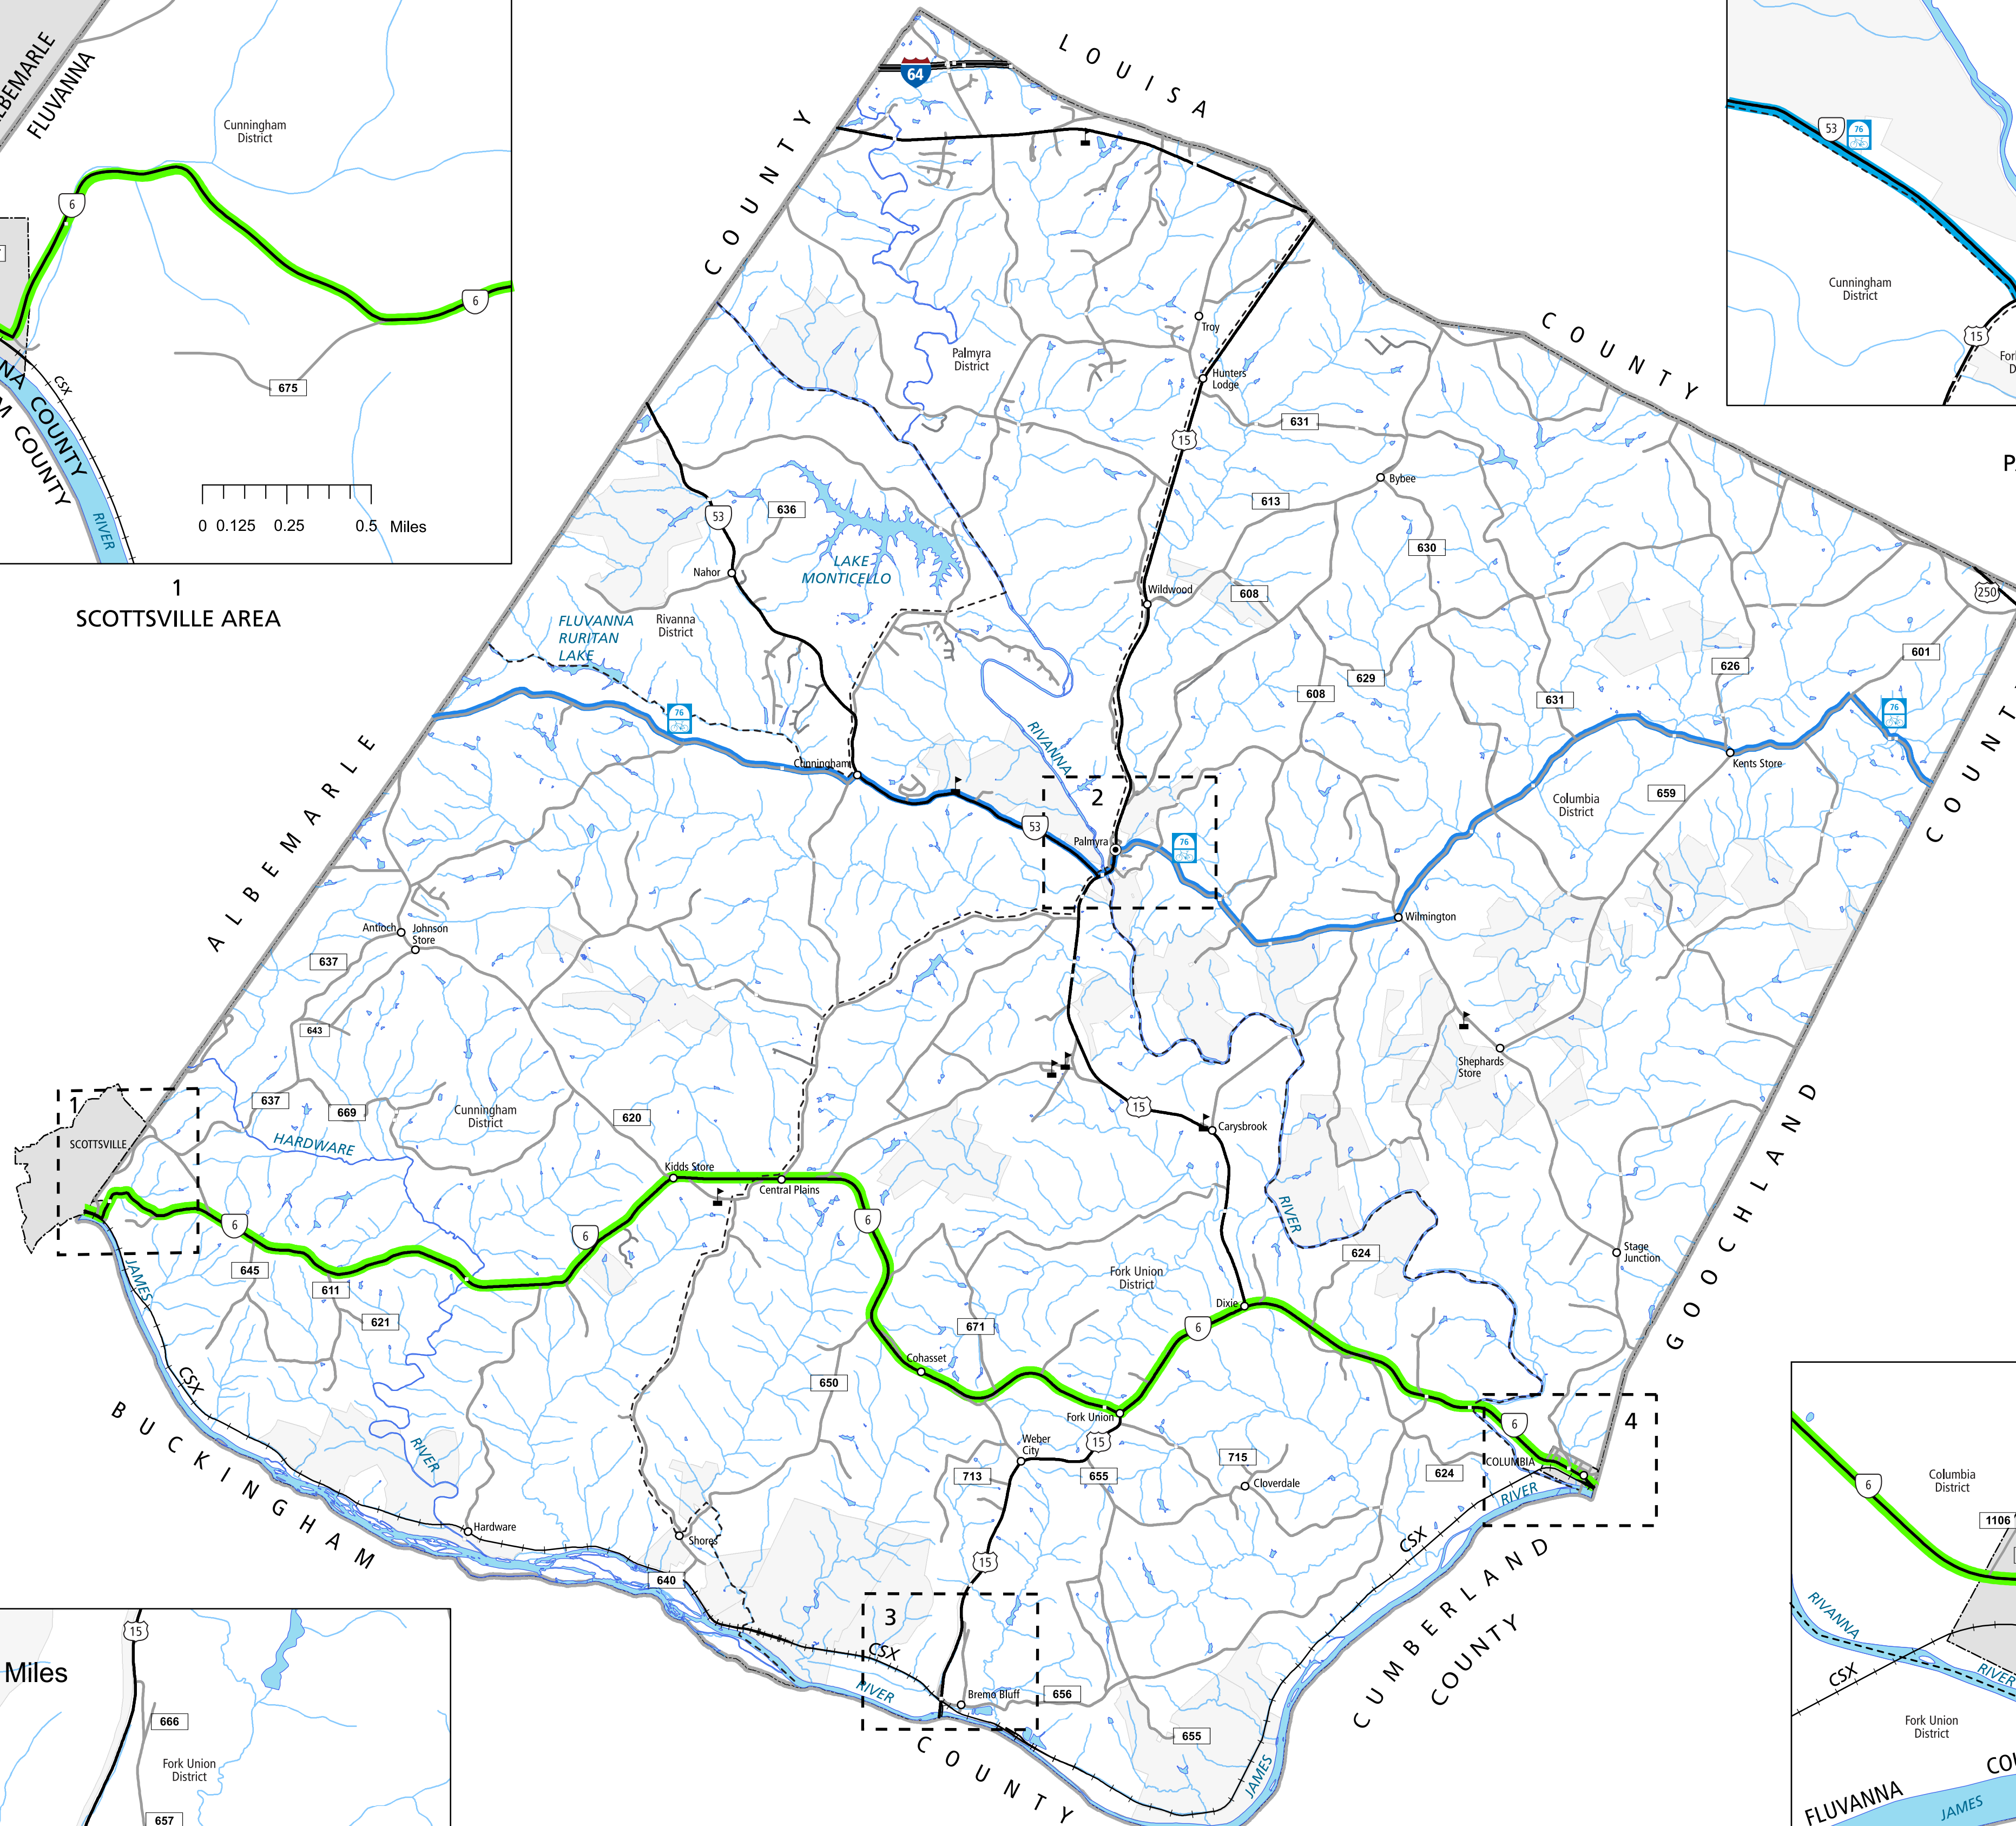 ALBEMARLE
FLUVANNA
Cunningham
District
6
6
675
CSX
COUNTY
COUNTY
RIVER
0 0.125 0.25 0.5 Miles
1
SCOTTSVILLE AREA
LOUISA
COUNTY
64
COUNTY
ALBEMARLE
53
76
Cunningham
District
15
Troy
Palmyra
District
Hunters
Lodge
631
15
Bybee
613
53
636
630
LAKE
MONTICELLO
Nahor
Wildwood
608
250
FLUVANNA
RURITAN
LAKE
Rivanna
District
601
626
629
608
631
76
76
RIVANNA
Cunningham
Kents Store
659
Columbia
District
2
53
Palmyra
76
Wilmington
COUNTY
Antioch
Johnson
Store
637
643
Shephards
Store
1
637
669
Cunningham
District
620
15
Carysbrook
SCOTTSVILLE
HARDWARE
Kidds Store
Central Plains
GOOCHLAND
6
6
6
RIVER
624
Stage
Junction
645
611
621
JAMES
Fork Union
District
Dixie
671
6
Cohasset
650
CSX
Fork Union
6
4
BUCKINGHAM
RIVER
Weber
City
15
715
713
655
Cloverdale
624
COLUMBIA
RIVER
Hardware
Shores
15
CSX
640
3
CSX
CUMBERLAND
COUNTY
RIVER
Bremo Bluff
656
655
JAMES
COUNTY
15
Miles
666
Fork Union
District
657
6
Columbia
District
1106
RIVANNA
CSX
RIVER
Fork Union
District
FLUVANNA
JAMES